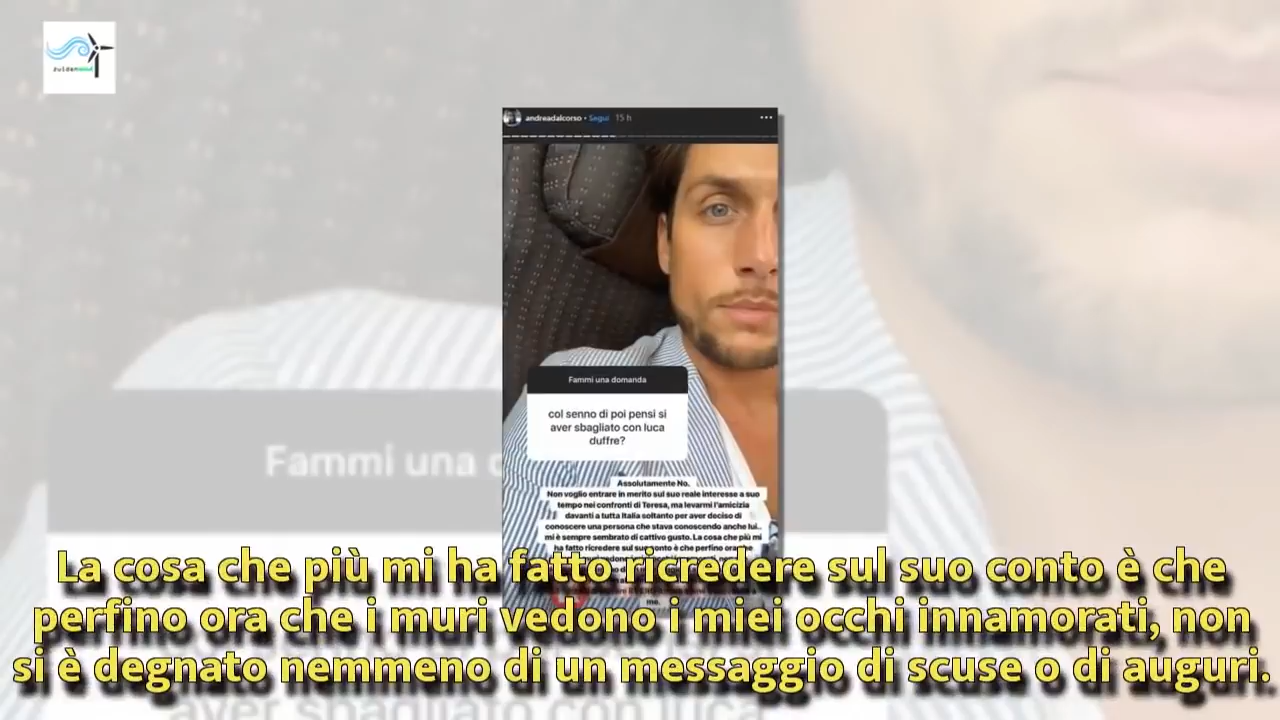 zuidenwind
andreadalcorso • Segui 15 h
Fammi una domanda
col senno di poi pensi si
aver sbagliato con luca
duffre?
Assolutamente No.
Non voglio entrare in merito sul suo reale interesse a suo
tempo nei confronti di Teresa, ma levarmi l'amicizia
davanti a tutta Italia soltanto per aver deciso di
conoscere una persona che stava conoscendo anche lui..
mi è sempre sembrato di cattivo gusto. La cosa che più mi
ha fatto ricredere sul suo conto è che perfino ora che
me.
Fammi una d
aver sbagliato con luca
La cosa che più mi ha fatto ricredere sul suo conto è che
perfino ora che i muri vedono i miei occhi innamorati, non
si è degnato nemmeno di un messaggio di scuse o di auguri.